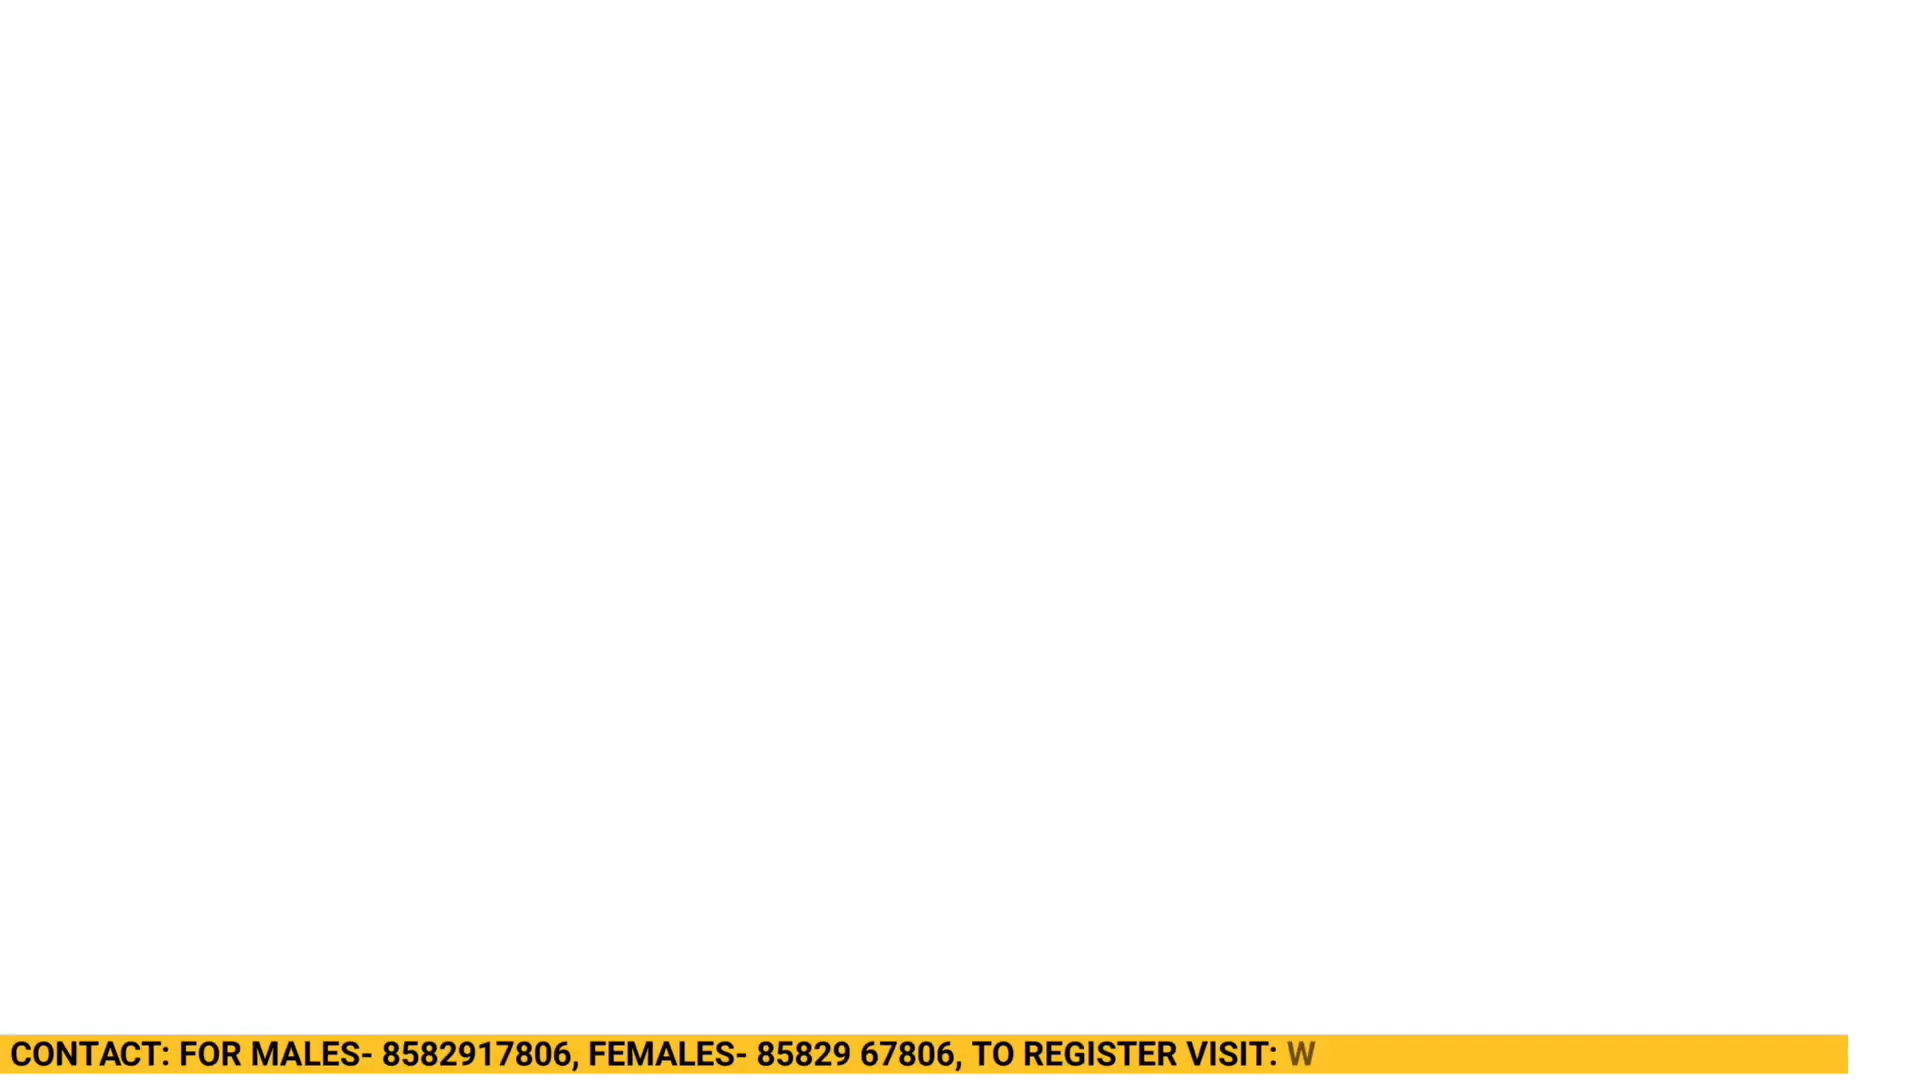 CONTACT: FOR MALES- 8582917806, FEMALES- 85829 67806, TO REGISTER VISIT: W